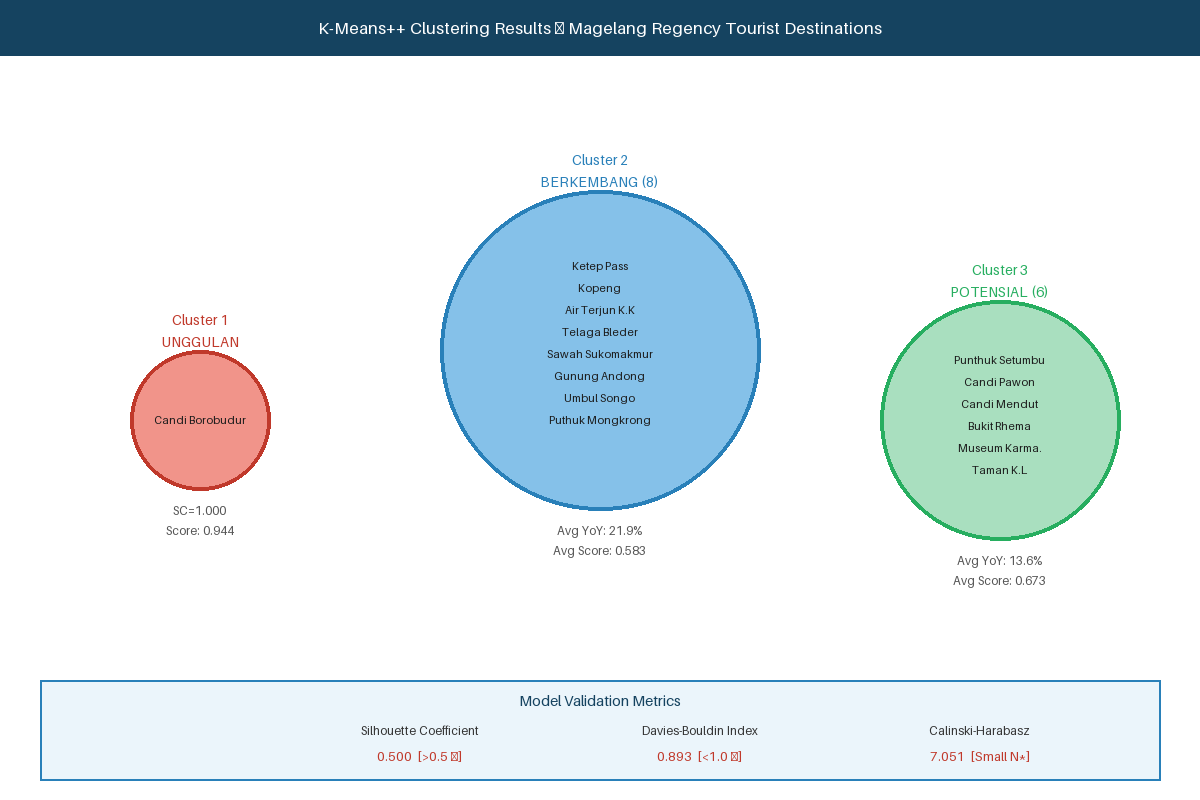 K-Means++ Clustering Results  Magelang Regency Tourist Destinations
Cluster 1
UNGGULAN
Candi Borobudur
SC=1.000
Score: 0.944
Cluster 2
BERKEMBANG (8)
Ketep Pass
Kopeng
Air Terjun K.K
Telaga Bleder
Sawah Sukomakmur
Gunung Andong
Umbul Songo
Puthuk Mongkrong
Avg YoY: 21.9%
Avg Score: 0.583
Cluster 3
POTENSIAL (6)
Punthuk Setumbu
Candi Pawon
Candi Mendut
Bukit Rhema
Museum Karma.
Taman K.L
Avg YoY: 13.6%
Avg Score: 0.673
Model Validation Metrics
Silhouette Coefficient
0.500 [>0.5 ]
Davies-Bouldin Index
0.893 [<1.0 ]
Calinski-Harabasz
7.051 [Small N*]